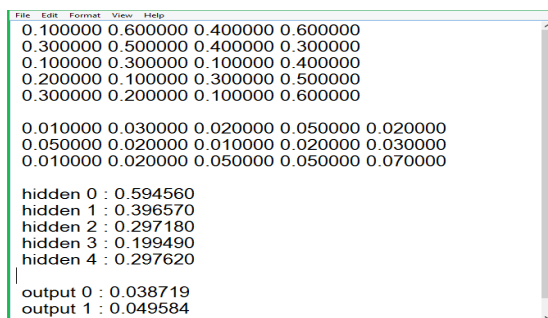 File Edit Format View Help
0.100000 0.600000 0.400000 0.600000
0.300000 0.500000 0.400000 0.300000
0.100000 0.300000 0.100000 0.400000
0.200000 0.100000 0.300000 0.500000
0.300000 0.200000 0.100000 0.600000
0.010000 0.030000 0.020000 0.050000 0.020000
0.050000 0.020000 0.010000 0.020000 0.030000
0.010000 0.020000 0.050000 0.050000 0.070000
hidden 0 : 0.594560
hidden 1 : 0.396570
hidden 2 : 0.297180
hidden 3 : 0.199490
hidden 4 : 0.297620
output 0 : 0.038719
output 1 : 0.049584